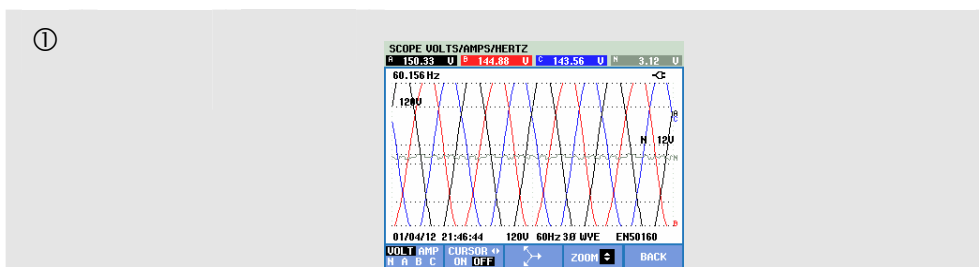 ①
SCOPE VOLTS/AMPS/HERTZ
A 150.33 V B 144.88 V C 143.56 V N 3.12 V
60.156 Hz
120V
B
C
N 12V
N
B
01/04/12 21:46:44 120V 60Hz 3Ø WYE EN50160
VOLT AMP CURSOR ZOOM BACK
N A B C ON OFF